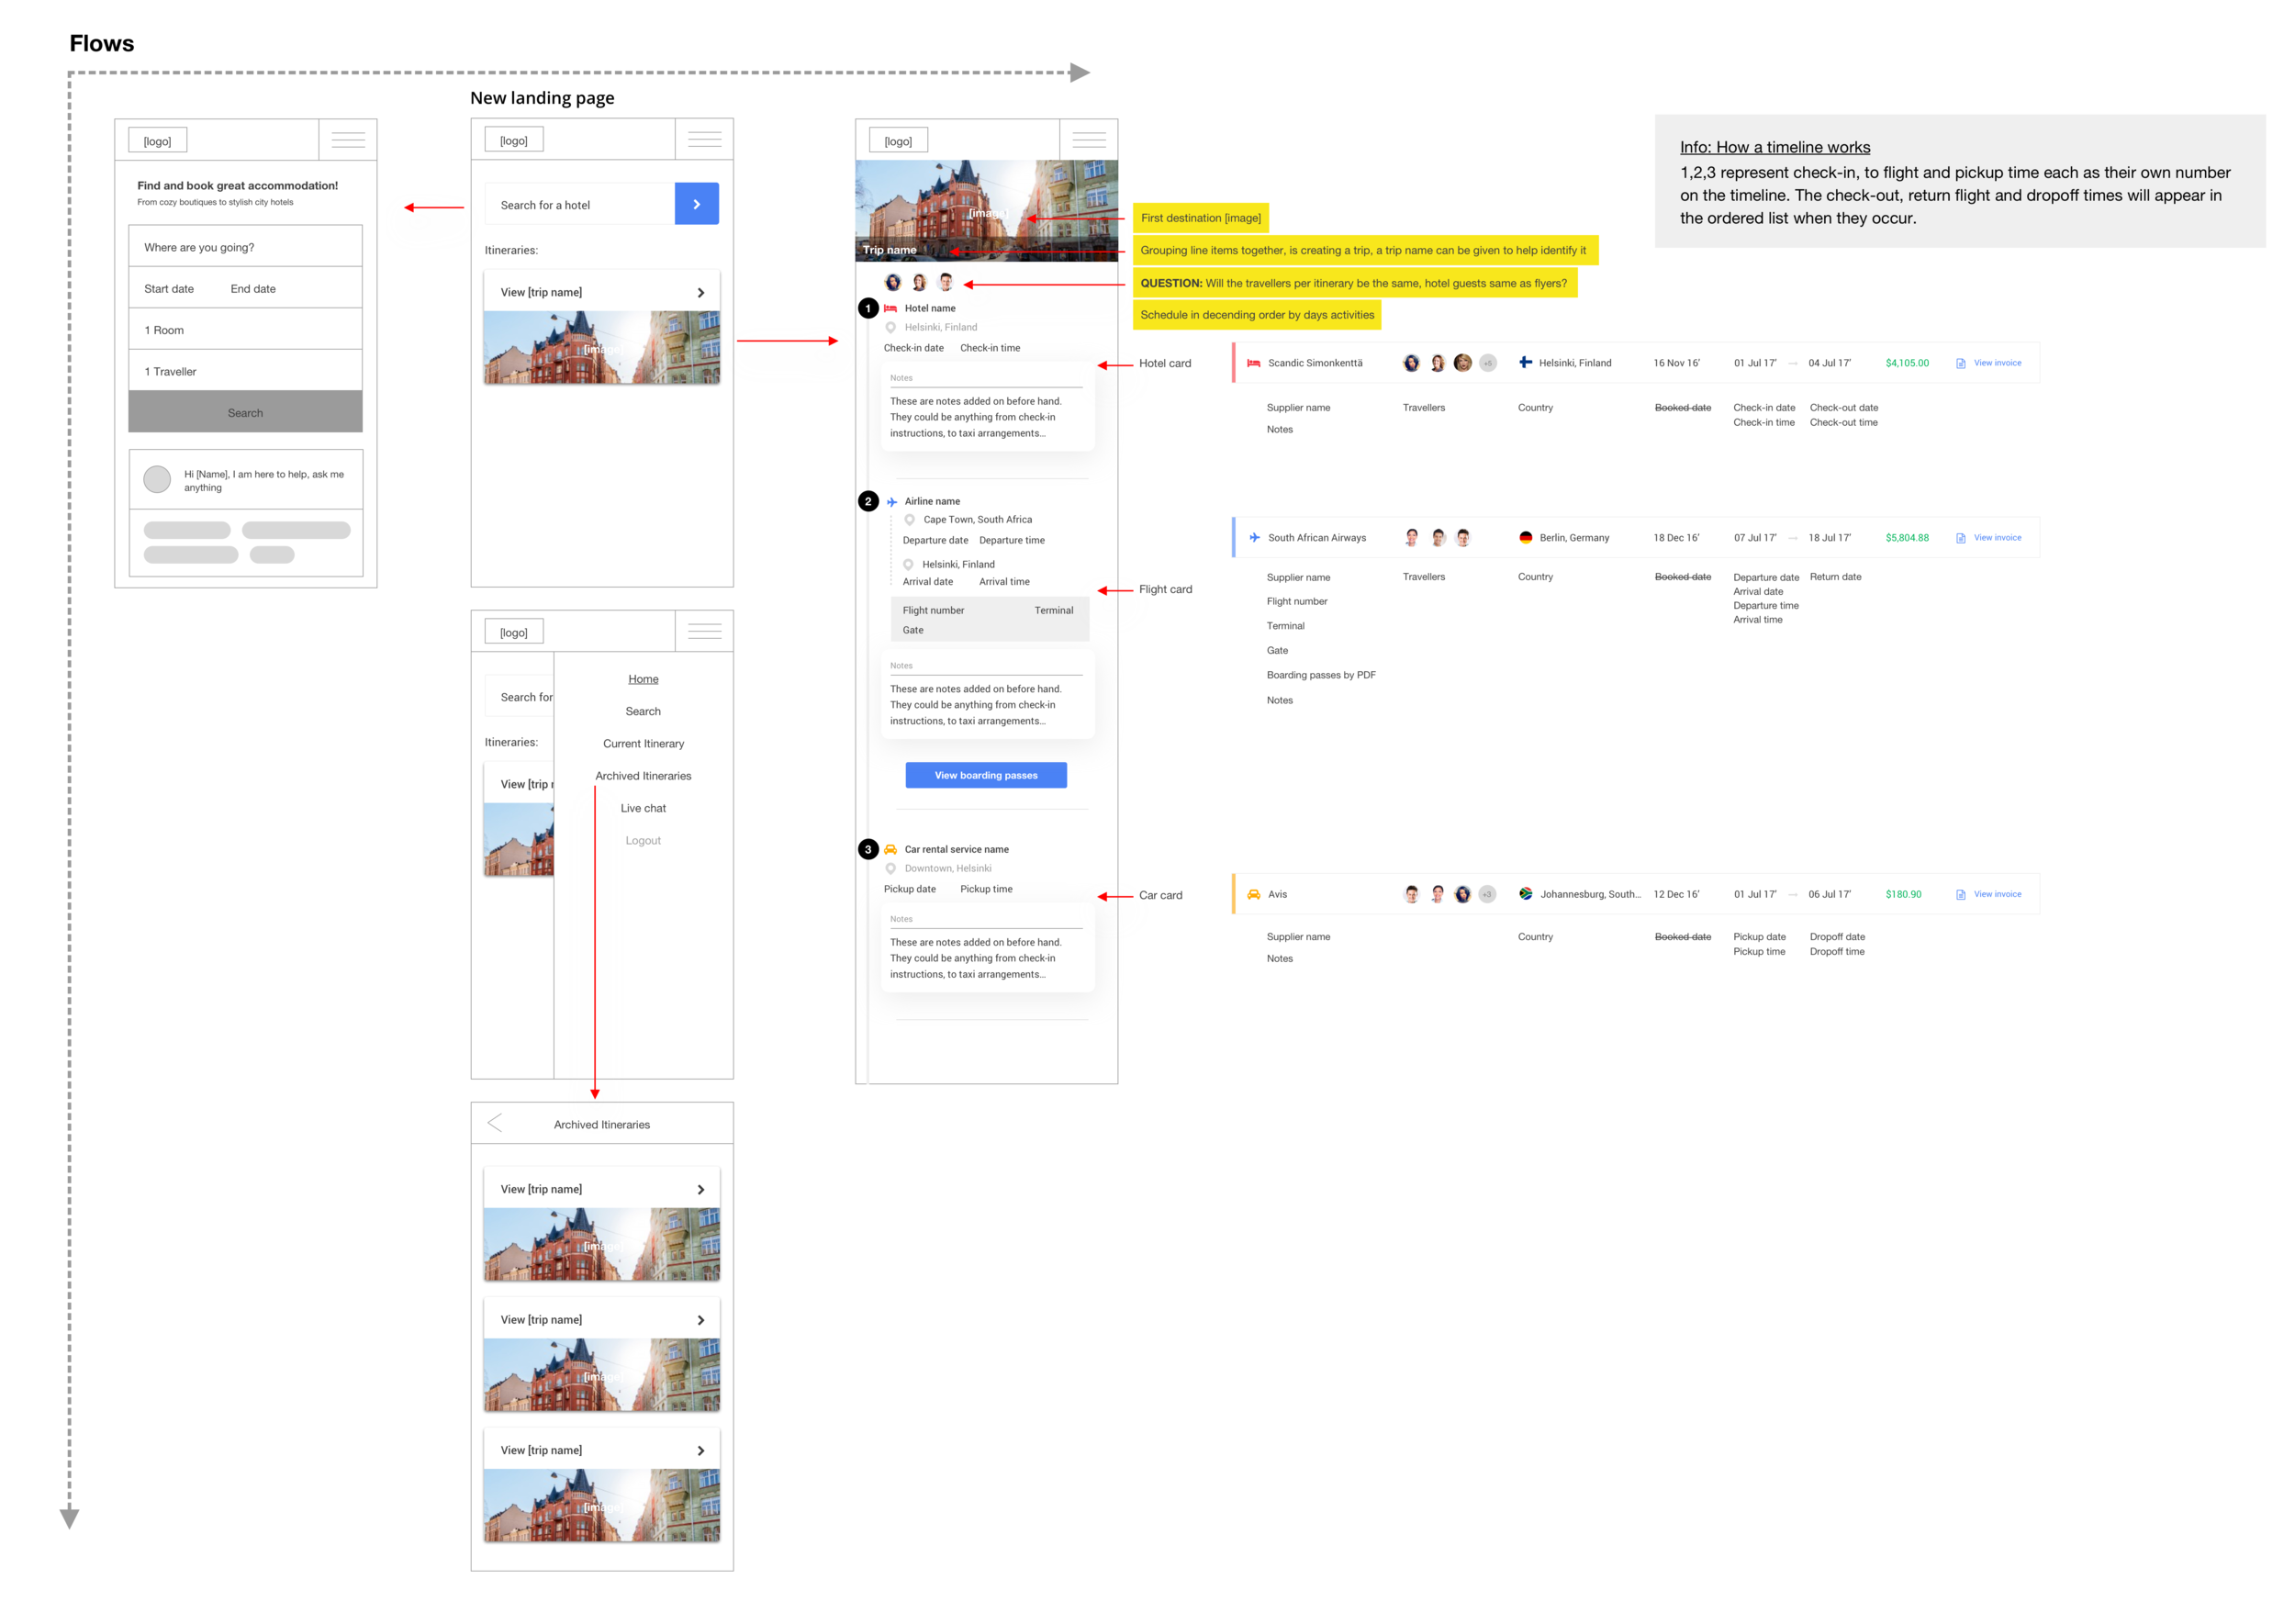 Flows
New landing page
[logo]
Find and book great accommodation!
From cozy boutiques to stylish city hotels
Where are you going?
Start date End date
1 Room
1 Traveller
Search
Hi [Name], I am here to help, ask me
anything
[logo]
Search for a hotel
Itineraries:
View [trip name]
[image]
[logo]
Search for
Itineraries:
View [trip n
Home
Search
Current Itinerary
Archived Itineraries
Live chat
Logout
Archived Itineraries
View [trip name]
[image]
View [trip name]
[image]
View [trip name]
[image]
[logo]
[image]
Trip name
1 Hotel name
Helsinki, Finland
Check-in date Check-in time
Notes
These are notes added on before hand.
They could be anything from check-in
instructions, to taxi arrangements...
2 Airline name
Cape Town, South Africa
Departure date Departure time
Helsinki, Finland
Arrival date Arrival time
Flight number Terminal
Gate
Notes
These are notes added on before hand.
They could be anything from check-in
instructions, to taxi arrangements...
View boarding passes
3 Car rental service name
Downtown, Helsinki
Pickup date Pickup time
Notes
These are notes added on before hand.
They could be anything from check-in
instructions, to taxi arrangements...
First destination [image]
Grouping line items together, is creating a trip, a trip name can be given to help identify it
QUESTION: Will the travellers per itinerary be the same, hotel guests same as flyers?
Schedule in decending order by days activities
Info: How a timeline works
1,2,3 represent check-in, to flight and pickup time each as their own number
on the timeline. The check-out, return flight and dropoff times will appear in
the ordered list when they occur.
Hotel card
Scandic Simonkenttä +5 Helsinki, Finland 16 Nov 16' 01 Jul 17' → 04 Jul 17' $4,105.00 View invoice
Supplier name Travellers Country Booked date Check-in date Check-out date
Check-in time Check-out time
Notes
Flight card
South African Airways Berlin, Germany 18 Dec 16' 07 Jul 17' → 18 Jul 17' $5,804.88 View invoice
Supplier name Travellers Country Booked date Departure date Return date
Arrival date
Flight number
Departure time
Arrival time
Terminal
Gate
Boarding passes by PDF
Notes
Car card
Avis +3 Johannesburg, South... 12 Dec 16' 01 Jul 17' → 06 Jul 17' $180.90 View invoice
Supplier name Country Booked date Pickup date Dropoff date
Pickup time Dropoff time
Notes